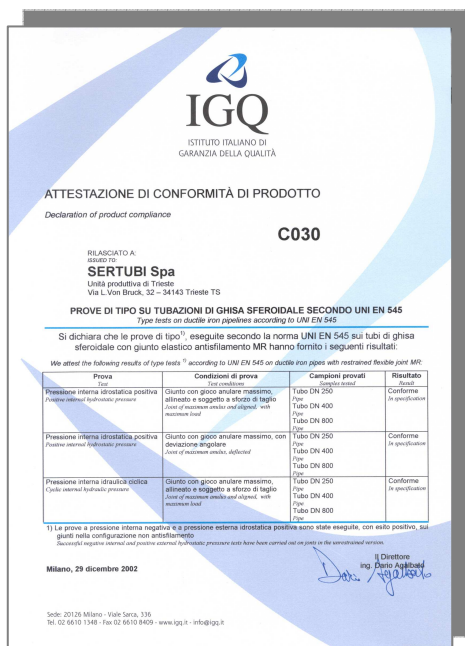 IGQ
ISTITUTO ITALIANO DI
GARANZIA DELLA QUALITÀ
ATTESTAZIONE DI CONFORMITÀ DI PRODOTTO
Declaration of product compliance
C030
RILASCIATO A:
ISSUED TO:
SERTUBI Spa
Unità produttiva di Trieste
Via L.Von Bruck, 32 – 34143 Trieste TS
PROVE DI TIPO SU TUBAZIONI DI GHISA SFEROIDALE SECONDO UNI EN 545
Type tests on ductile iron pipelines according to UNI EN 545
Si dichiara che le prove di tipo1), eseguite secondo la norma UNI EN 545 sui tubi di ghisa
sferoidale con giunto elastico antisfilamento MR hanno fornito i seguenti risultati:
We attest the following results of type tests 1) according to UNI EN 545 on ductile iron pipes with restrained flexible joint MR:
Prova Condizioni di prova Campioni provati Risultato
Test Test conditions Samples tested Result
Pressione interna idrostatica positiva Giunto con gioco anulare massimo, Tubo DN 250 Conforme
Positive internal hydrostatic pressure allineato e soggetto a sforzo di taglio Pipe In specification
Joint of maximum anulus and aligned, with Tubo DN 400
maximum load Pipe
Tubo DN 800
Pipe
Pressione interna idrostatica positiva Giunto con gioco anulare massimo, con Tubo DN 250 Conforme
Positive internal hydrostatic pressure deviazione angolare Pipe In specification
Joint of maximum anulus, deflected Tubo DN 400
Pipe
Tubo DN 800
Pipe
Pressione interna idraulica ciclica Giunto con gioco anulare massimo, Tubo DN 250 Conforme
Cyclic internal hydraulic pressure allineato e soggetto a sforzo di taglio Pipe In specification
Joint of maximum anulus and aligned, with Tubo DN 400
maximum load Pipe
Tubo DN 800
Pipe
1) Le prove a pressione interna negativa e a pressione esterna idrostatica positiva sono state eseguite, con esito positivo, sui
giunti nella configurazione non antisfilamento
Successful negative internal and positive external hydrostatic pressure tests have been carried out on joints in the unrestrained version.
Il Direttore
ing. Dario Agalbato
Milano, 29 dicembre 2002
Sede: 20126 Milano - Viale Sarca, 336
Tel. 02 6610 1348 - Fax 02 6610 8409 - www.igq.it - info@igq.it